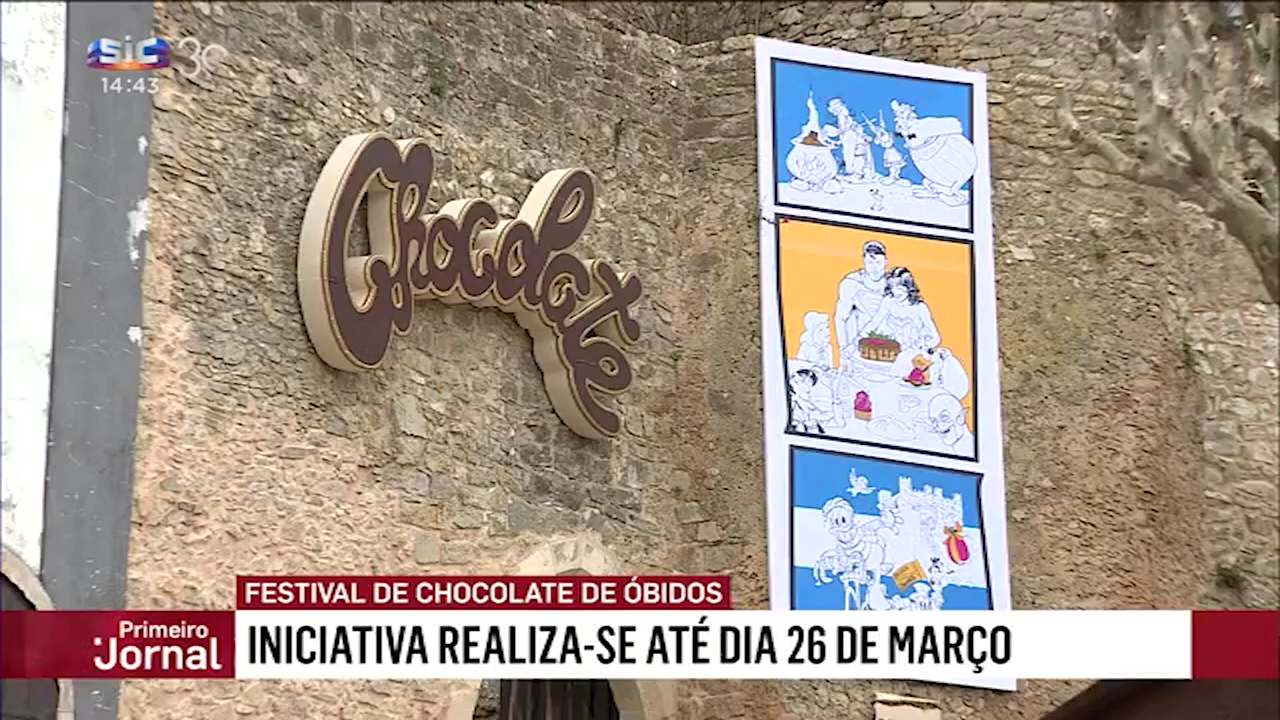 SIC 30
14:43
Chocolate
FESTIVAL DE CHOCOLATE DE ÓBIDOS
Primeiro
Jornal
INICIATIVA REALIZA-SE ATÉ DIA 26 DE MARÇO